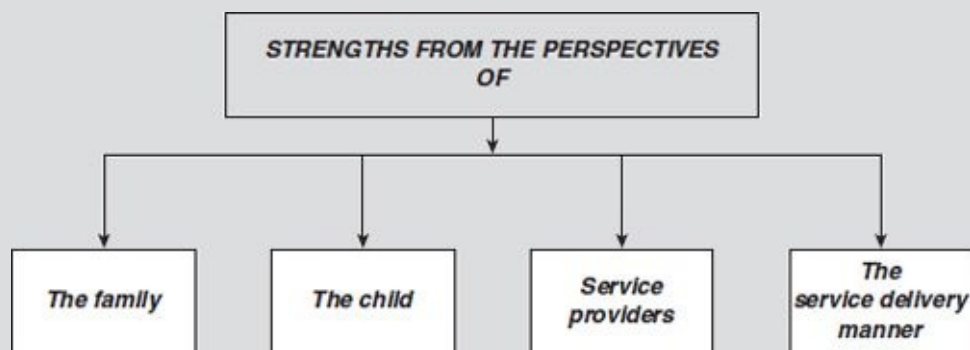 STRENGTHS FROM THE PERSPECTIVES
OF
The family
The child
Service
providers
The
service delivery
manner